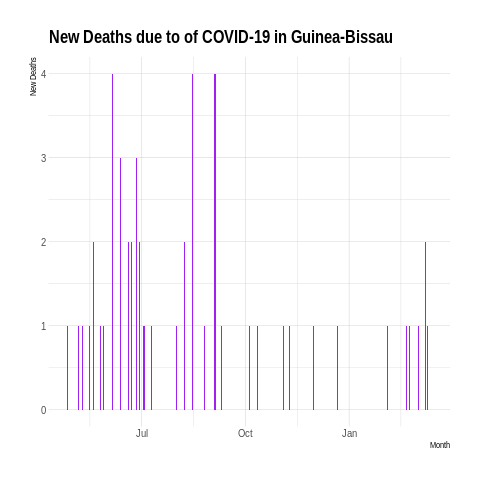 New Deaths due to of COVID-19 in Guinea-Bissau
New Deaths
4
3
2
1
0
Jul Oct Jan
Month